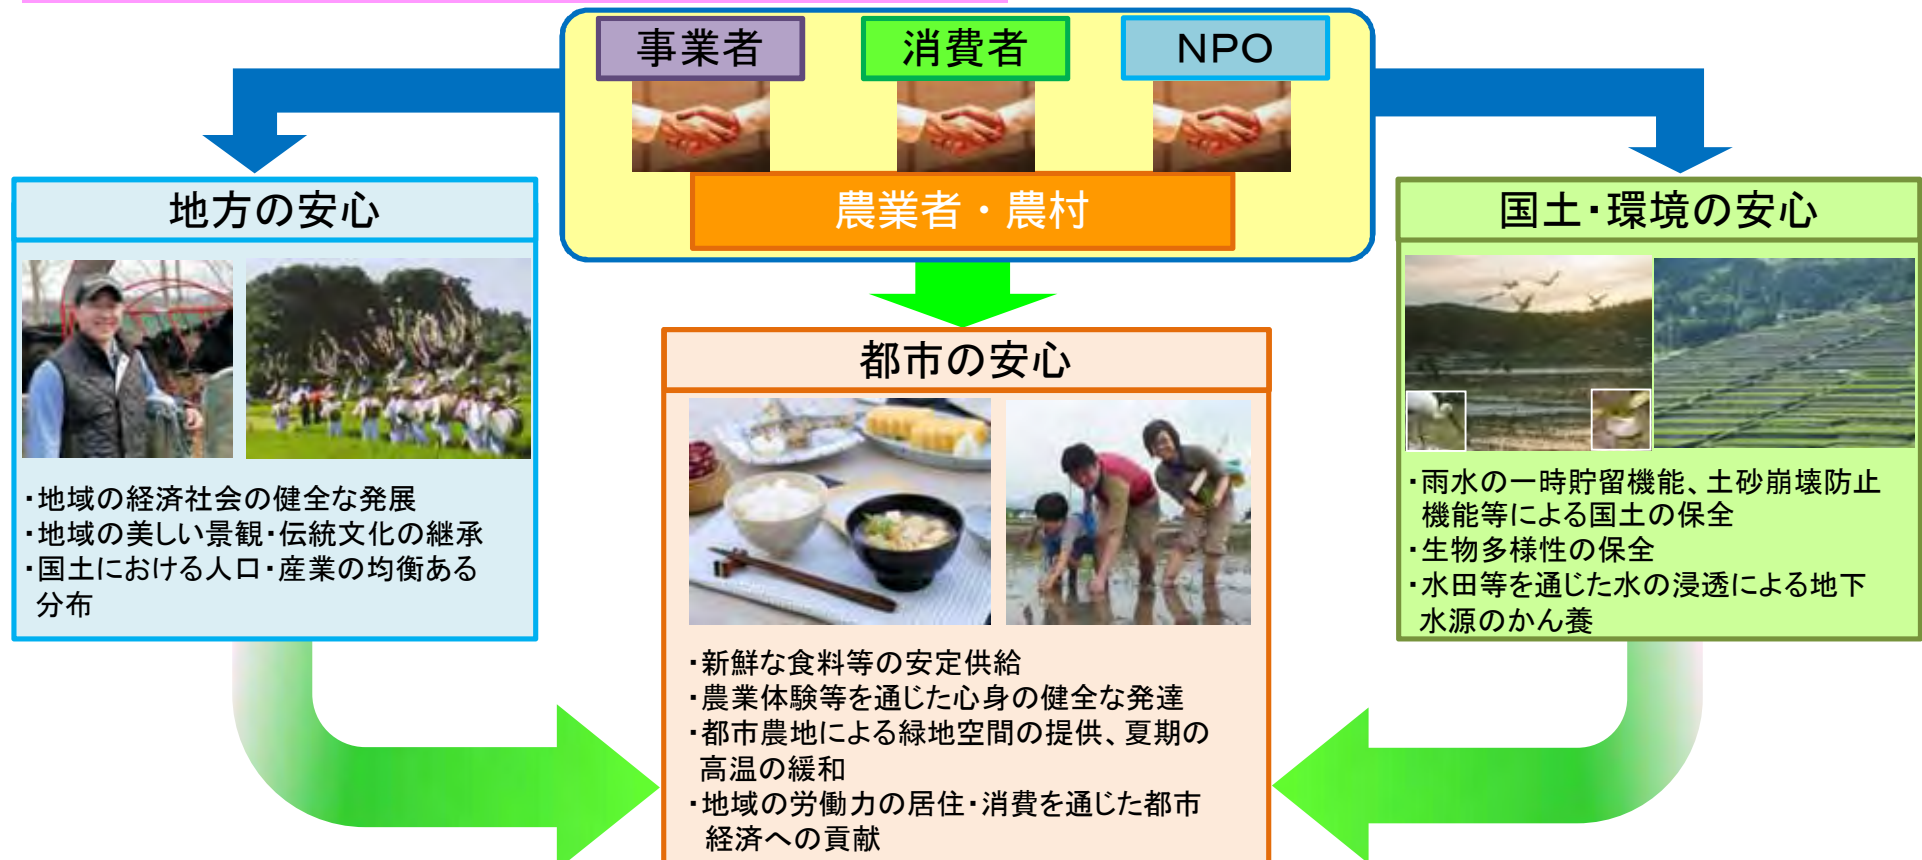 事業者
消費者
NPO
農業者・農村
地方の安心
・地域の経済社会の健全な発展
・地域の美しい景観・伝統文化の継承
・国土における人口・産業の均衡ある
分布
都市の安心
・新鮮な食料等の安定供給
・農業体験等を通じた心身の健全な発達
・都市農地による緑地空間の提供、夏期の
高温の緩和
・地域の労働力の居住・消費を通じた都市
経済への貢献
国土・環境の安心
・雨水の一時貯留機能、土砂崩壊防止
機能等による国土の保全
・生物多様性の保全
・水田等を通じた水の浸透による地下
水源のかん養